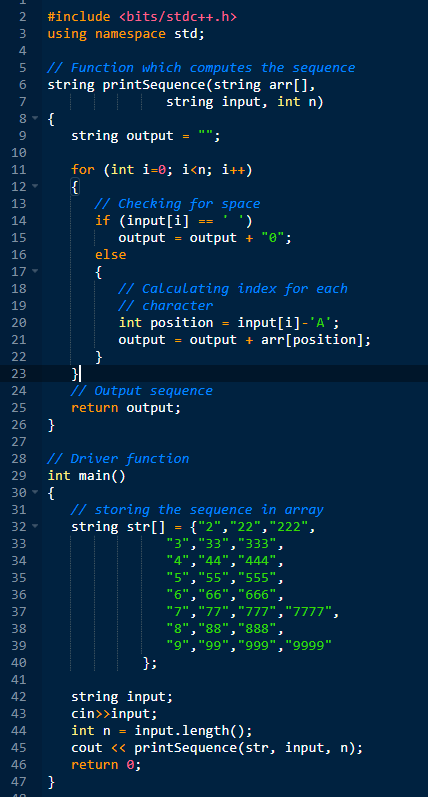 1
2 #include <bits/stdc++.h>
3 using namespace std;
4
5 // Function which computes the sequence
6 string printSequence(string arr[],
7                string input, int n)
8 {
9    string output = "";
10
11    for (int i=0; i<n; i++)
12    {
13       // Checking for space
14       if (input[i] == ' ')
15          output = output + "0";
16       else
17       {
18          // Calculating index for each
19          // character
20          int position = input[i]-'A';
21          output = output + arr[position];
22       }
23    }
24    // Output sequence
25    return output;
26 }
27
28 // Driver function
29 int main()
30 {
31    // storing the sequence in array
32    string str[] = {"2","22","222",
33                "3","33","333",
34                "4","44","444",
35                "5","55","555",
36                "6","66","666",
37                "7","77","777","7777",
38                "8","88","888",
39                "9","99","999","9999"
40             };
41
42    string input;
43    cin>>input;
44    int n = input.length();
45    cout << printSequence(str, input, n);
46    return 0;
47 }